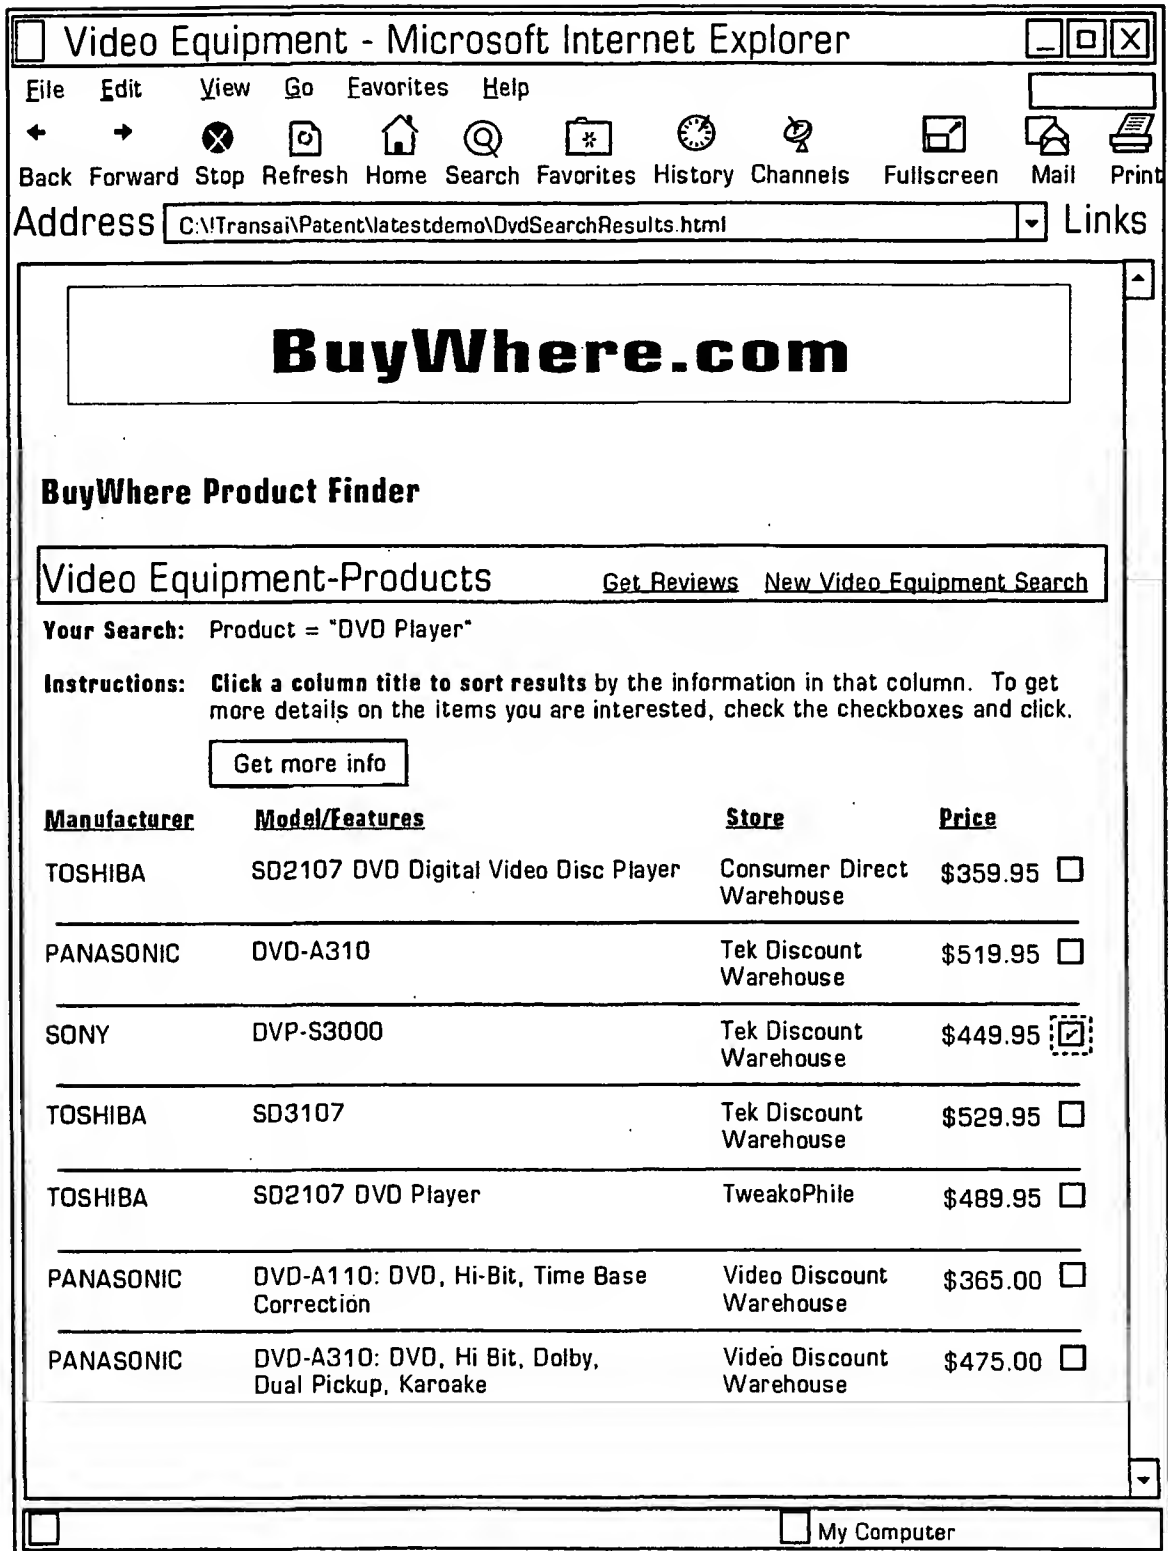 Video Equipment - Microsoft Internet Explorer
File Edit View Go Favorites Help
Back Forward Stop Refresh Home Search Favorites History Channels Fullscreen Mail Print
Address C:\!Transai\Patent\latestdemo\DvdSearchResults.html Links
BuyWhere.com
BuyWhere Product Finder
Video Equipment-Products Get Reviews New Video Equipment Search
Your Search: Product = "DVD Player"
Instructions: Click a column title to sort results by the information in that column. To get
more details on the items you are interested, check the checkboxes and click.
Get more info
Manufacturer Model/Features Store Price
TOSHIBA SD2107 DVD Digital Video Disc Player Consumer Direct $359.95
Warehouse
PANASONIC DVD-A310 Tek Discount $519.95
Warehouse
SONY DVP-S3000 Tek Discount $449.95
Warehouse
TOSHIBA SD3107 Tek Discount $529.95
Warehouse
TOSHIBA SD2107 DVD Player TweakoPhile $489.95
PANASONIC DVD-A110: DVD, Hi-Bit, Time Base Video Discount $365.00
Correction Warehouse
PANASONIC DVD-A310: DVD, Hi Bit, Dolby, Video Discount $475.00
Dual Pickup, Karoake Warehouse
My Computer